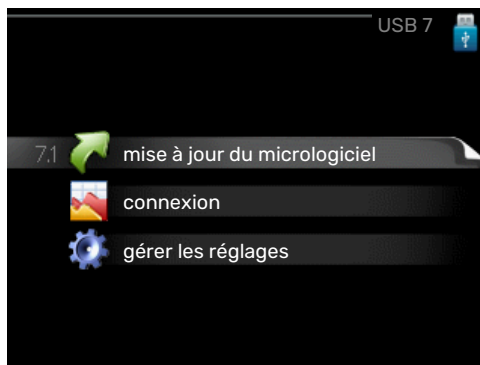 USB 7
7.1 mise à jour du micrologiciel
connexion
gérer les réglages